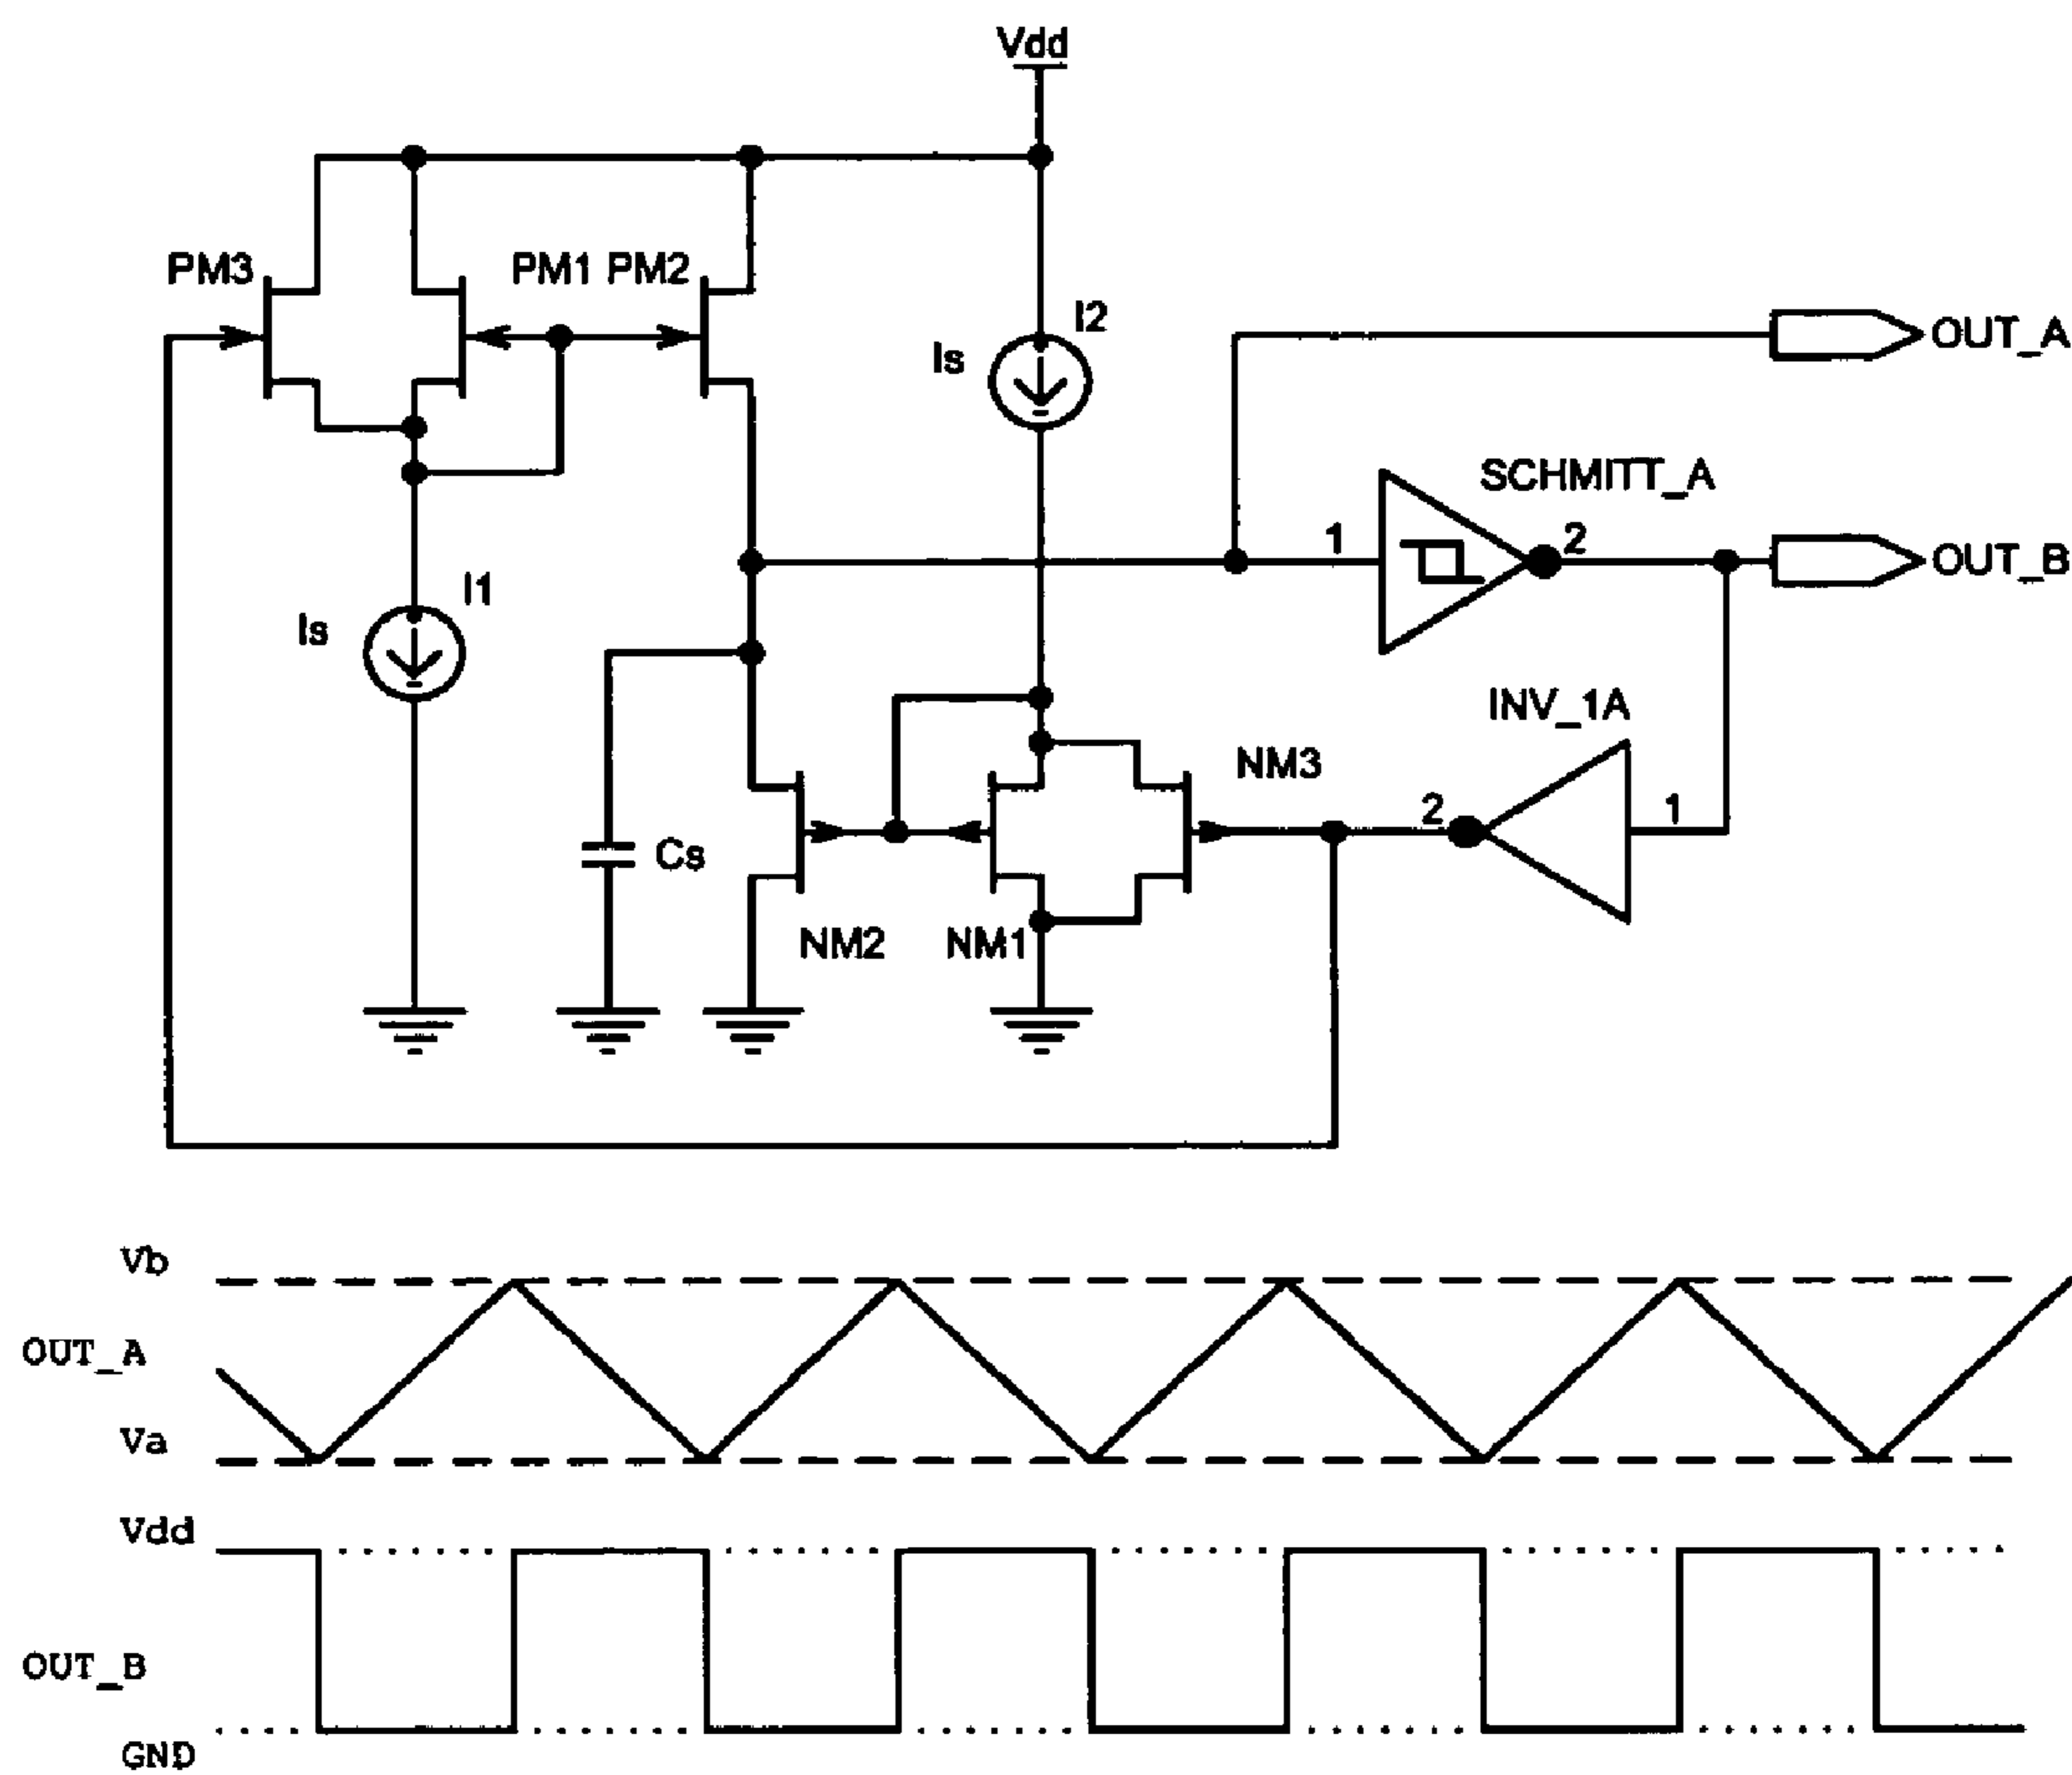 Vdd
PM3
PM1 PM2
I2
Is
OUT_A
SCHMITT_A
1
2
OUT_B
I1
Is
INV_1A
NM3
2
1
Cs
NM2
NM1
Vb
OUT_A
Va
Vdd
OUT_B
GND